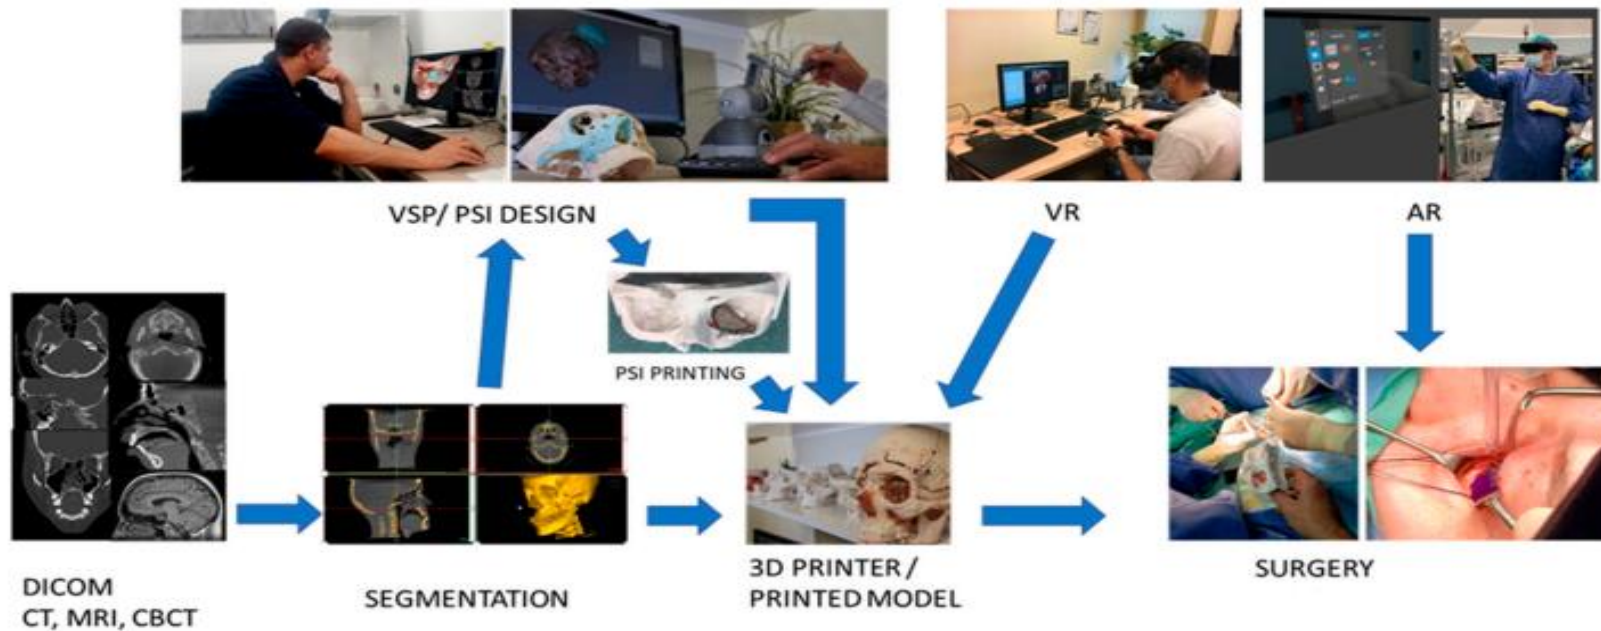 VSP/ PSI DESIGN
VR
AR
PSI PRINTING
DICOM
CT, MRI, CBCT
SEGMENTATION
3D PRINTER /
PRINTED MODEL
SURGERY